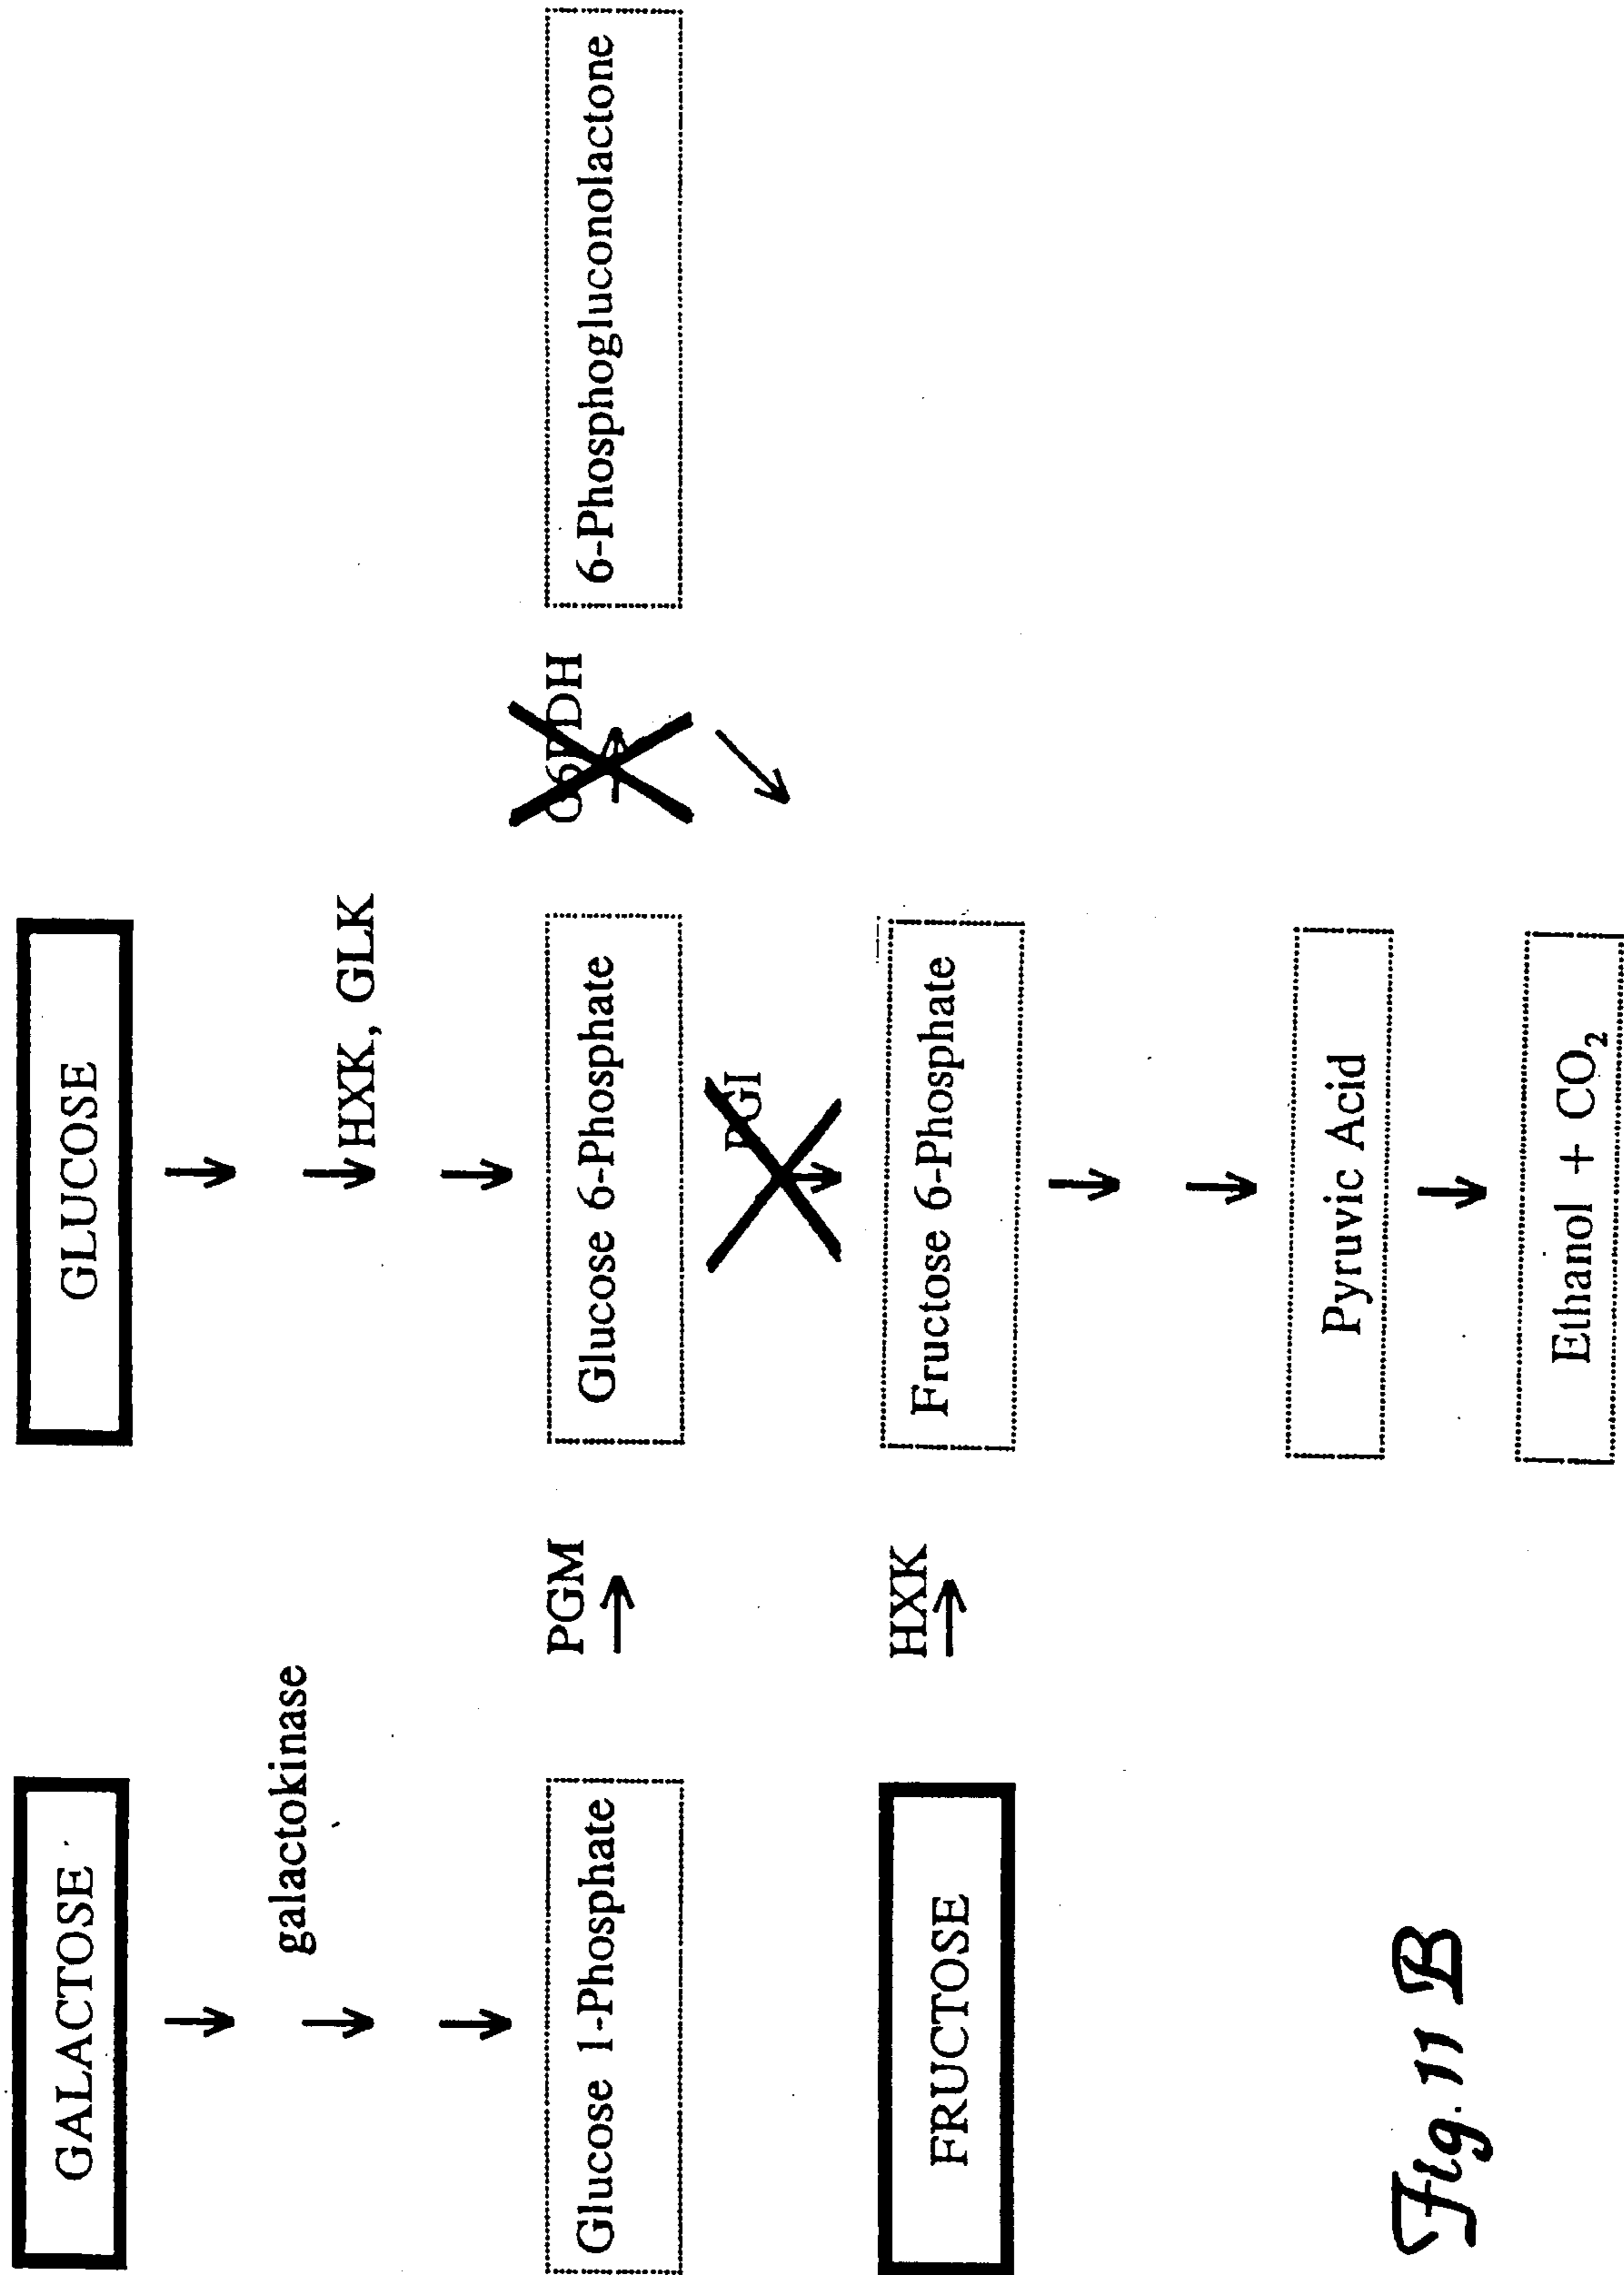 GALACTOSE
GLUCOSE
galactokinase
HXK, GLK
Glucose 1-Phosphate
PGM
Glucose 6-Phosphate
G6PDH
6-Phosphogluconolactone
PGI
FRUCTOSE
HXK
Fructose 6-Phosphate
Pyruvic Acid
Ethanol + CO₂
Fig. 11 B